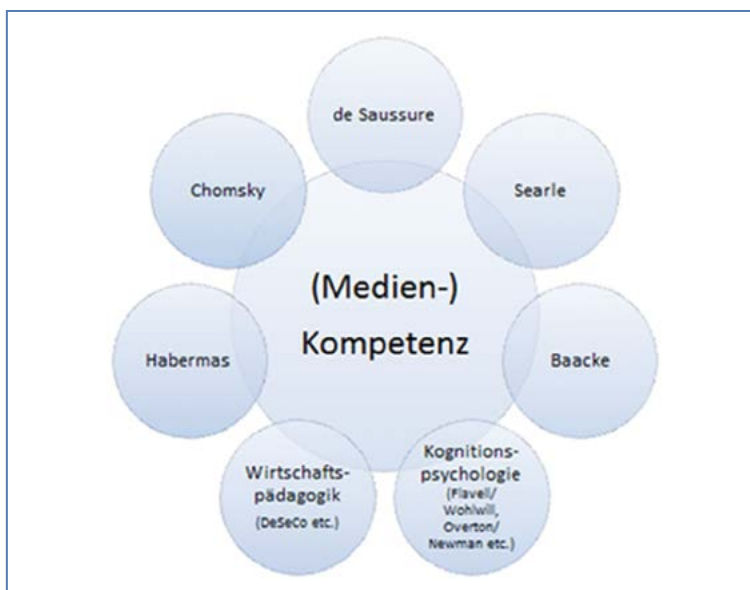 de Saussure
Chomsky
Searle
(Medien-)
Kompetenz
Habermas
Baacke
Wirtschafts-
pädagogik
(DeSeCo etc.)
Kognitions-
psychologie
(Flavell/
Wohlwill,
Overton/
Newman etc.)